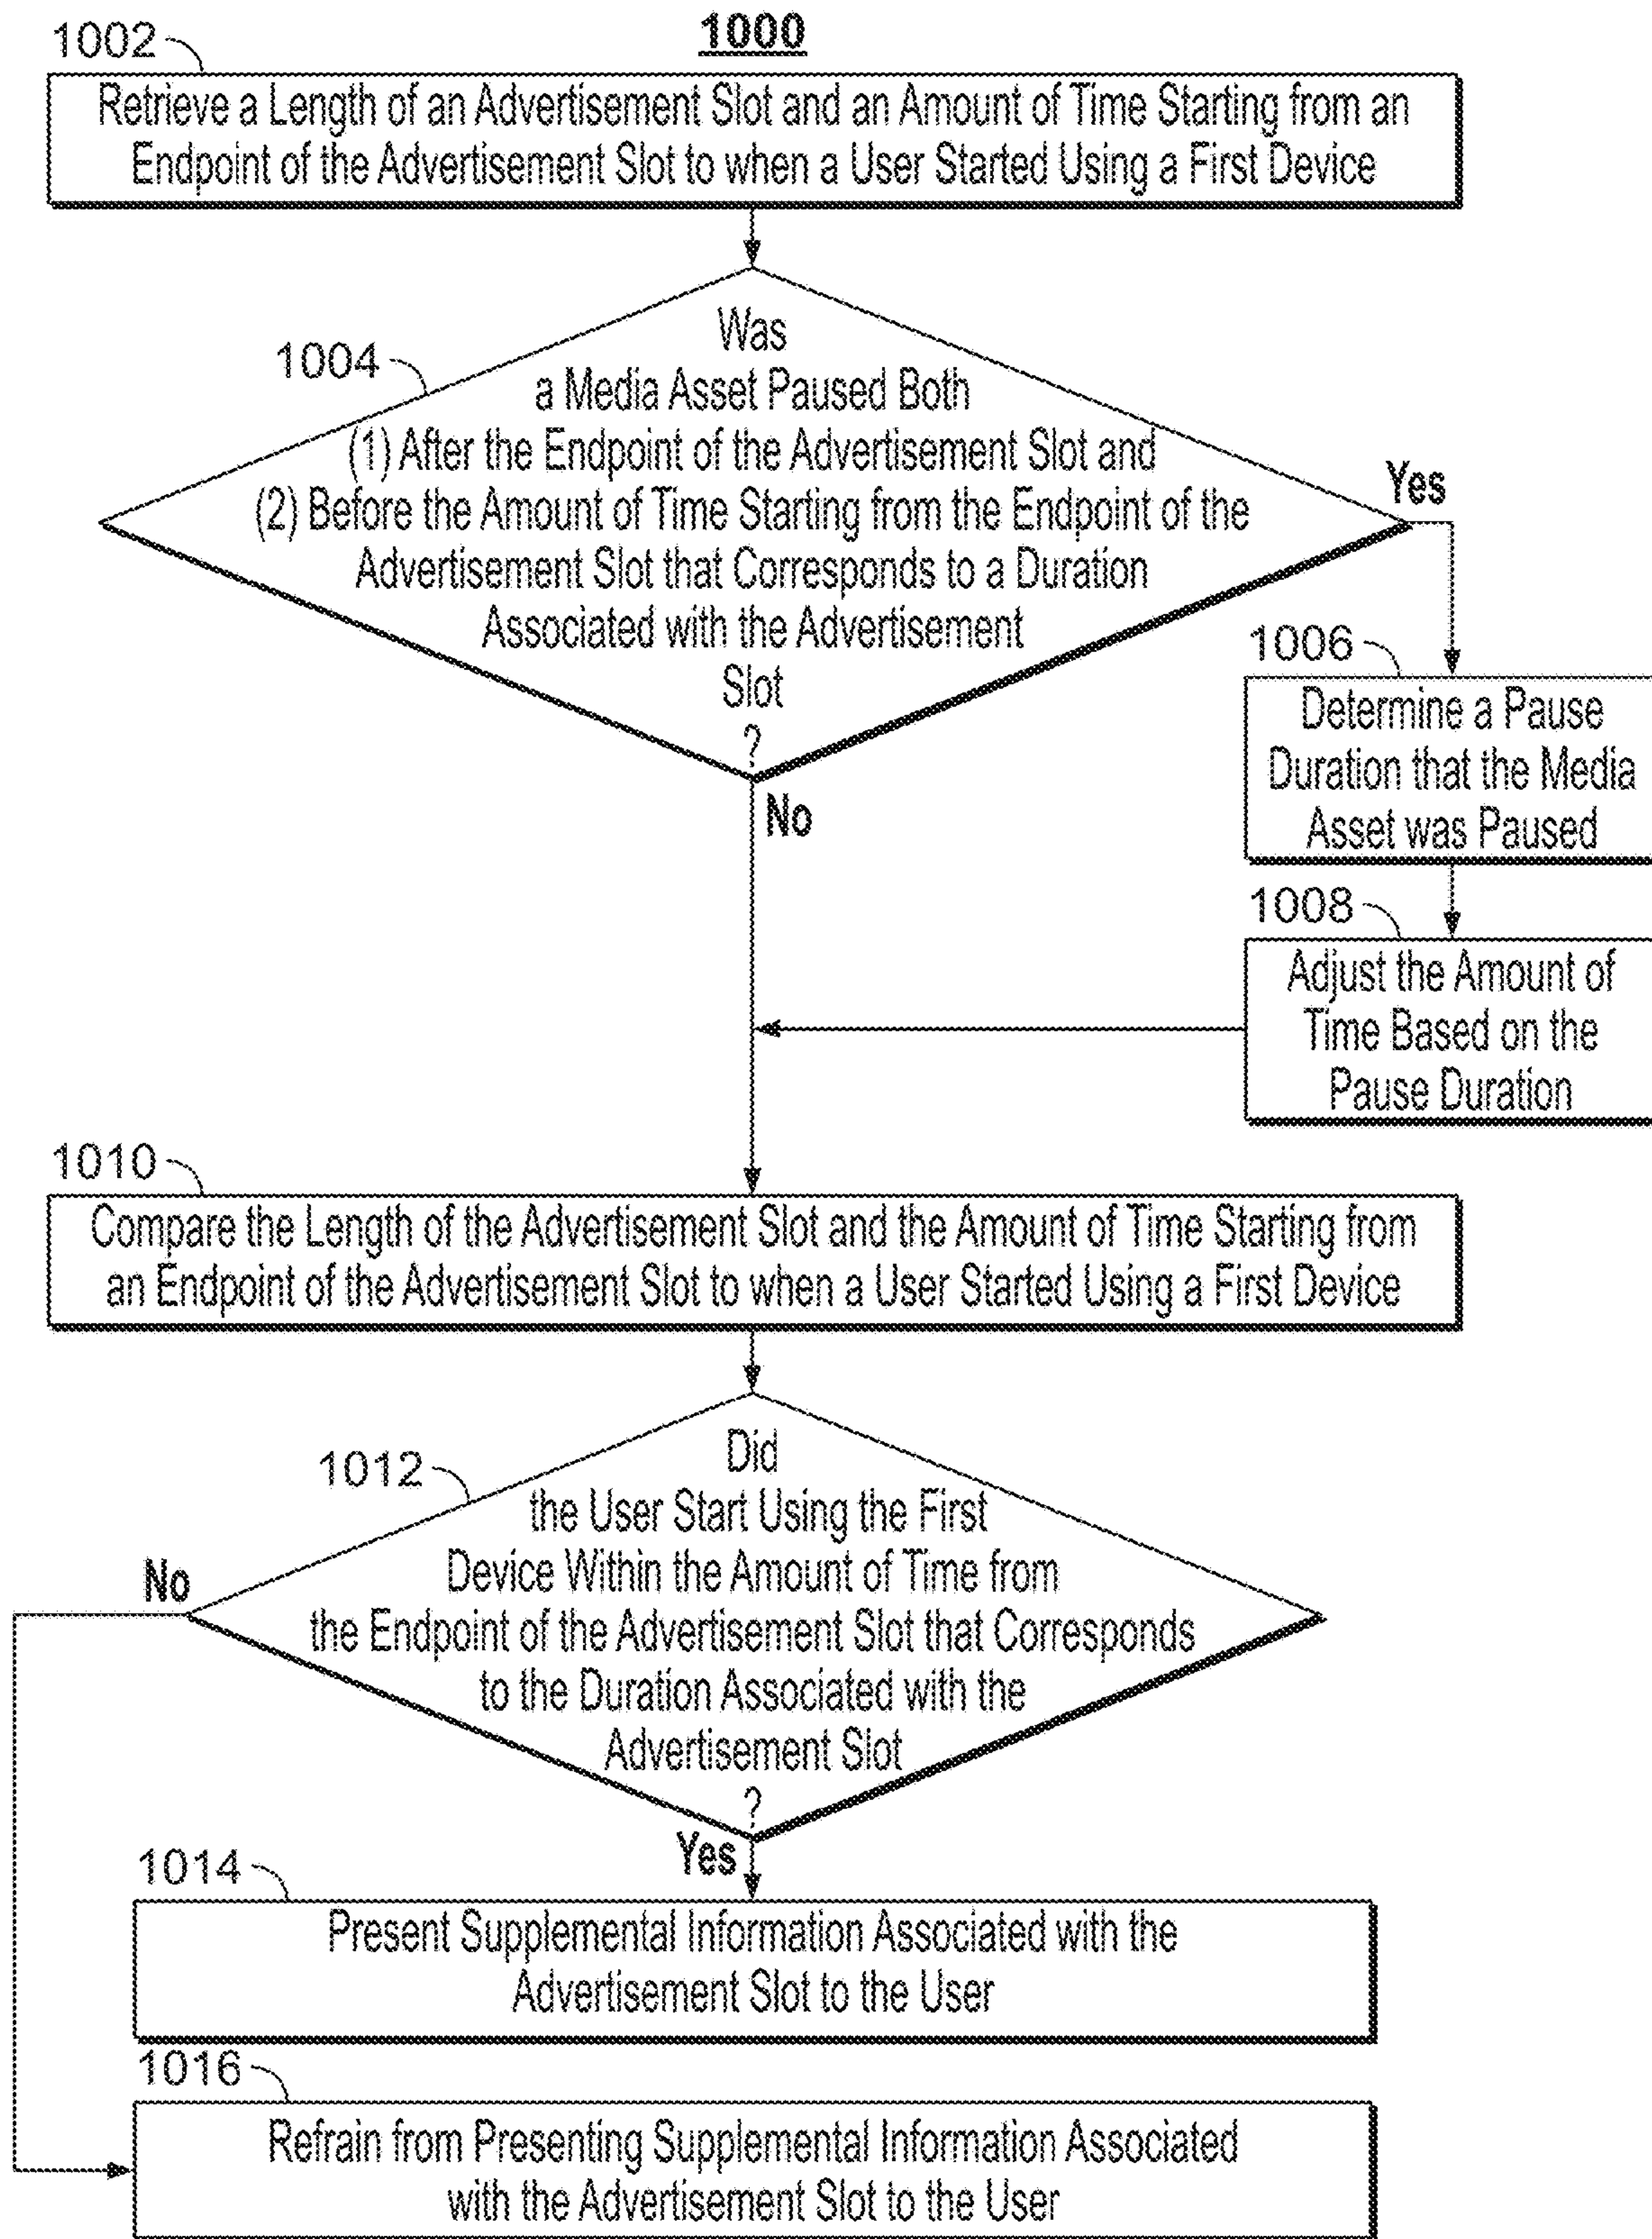 1000
1002
Retrieve a Length of an Advertisement Slot and an Amount of Time Starting from an
Endpoint of the Advertisement Slot to when a User Started Using a First Device
1004
Was
a Media Asset Paused Both
(1) After the Endpoint of the Advertisement Slot and
(2) Before the Amount of Time Starting from the Endpoint of the
Advertisement Slot that Corresponds to a Duration
Associated with the Advertisement
Slot
?
Yes
No
1006
Determine a Pause
Duration that the Media
Asset was Paused
1008
Adjust the Amount of
Time Based on the
Pause Duration
1010
Compare the Length of the Advertisement Slot and the Amount of Time Starting from
an Endpoint of the Advertisement Slot to when a User Started Using a First Device
1012
Did
the User Start Using the First
Device Within the Amount of Time from
the Endpoint of the Advertisement Slot that Corresponds
to the Duration Associated with the
Advertisement Slot
?
No
Yes
1014
Present Supplemental Information Associated with the
Advertisement Slot to the User
1016
Refrain from Presenting Supplemental Information Associated
with the Advertisement Slot to the User